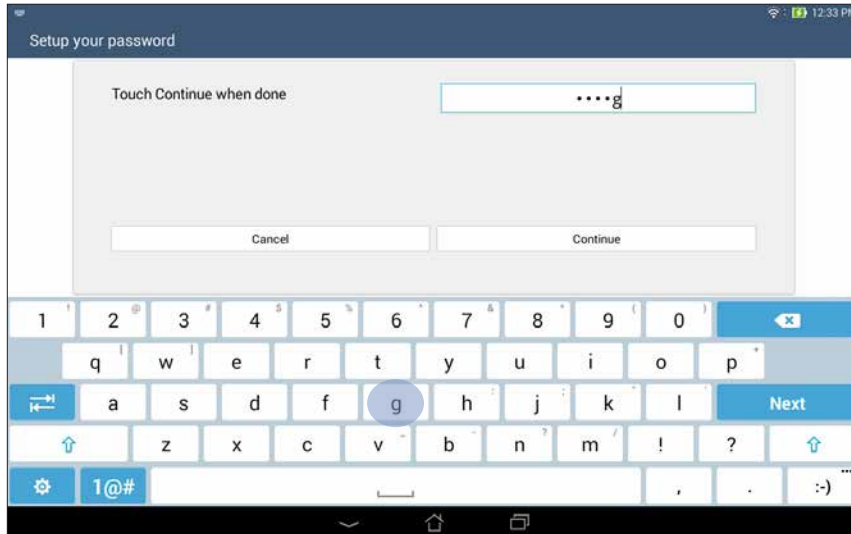 12:33 PM
Setup your password
Touch Continue when done
••••g
Cancel
Continue
1 ! 2 @ 3 # 4 $ 5 % 6 ^ 7 & 8 * 9 ( 0 )
q [ w ] e r t y u i o p +
a s d f g h : j ; k " l ' Next
z x c v _ b - n ? m / ! ?
1@# , . :-)